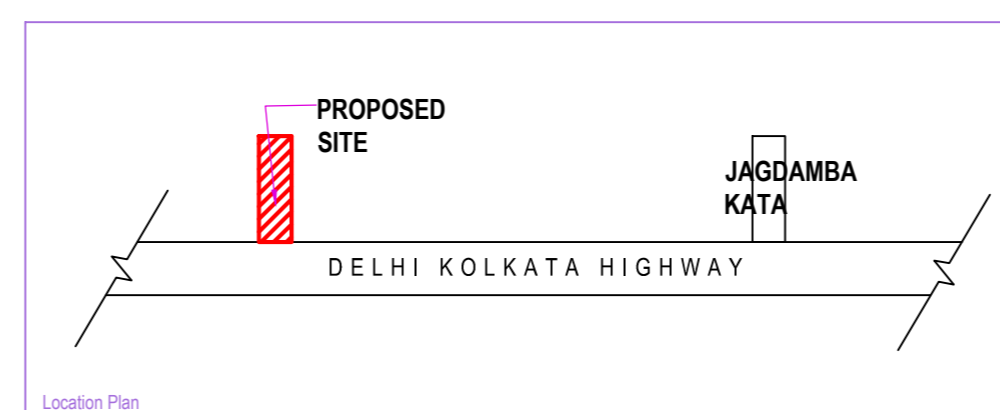 PROPOSED
SITE
JAGDAMBA
KATA
DELHI KOLKATA HIGHWAY
Location Plan